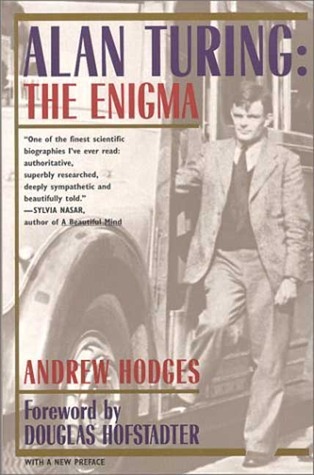 ALAN TURING:
THE ENIGMA
"One of the finest scientific
biographies I've ever read:
authoritative,
superbly researched,
deeply sympathetic and
beautifully told."
—SYLVIA NASAR,
author of A Beautiful Mind
ANDREW HODGES
Foreword by
DOUGLAS HOFSTADTER
WITH A NEW PREFACE